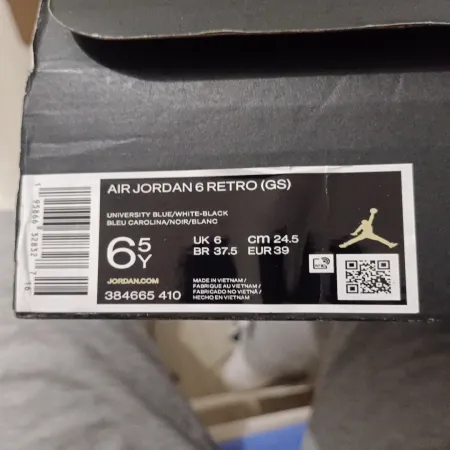 AIR JORDAN 6 RETRO (GS)
UNIVERSITY BLUE/WHITE-BLACK
BLEU CAROLINA/NOIR/BLANC
6 5 Y
UK 6 cm 24.5
BR 37.5 EUR 39
JORDAN.COM
384665 410
MADE IN VIETNAM /
FABRIQUE AU VIETNAM /
FABRICADO NO VIETNÃ /
HECHO EN VIETNAM